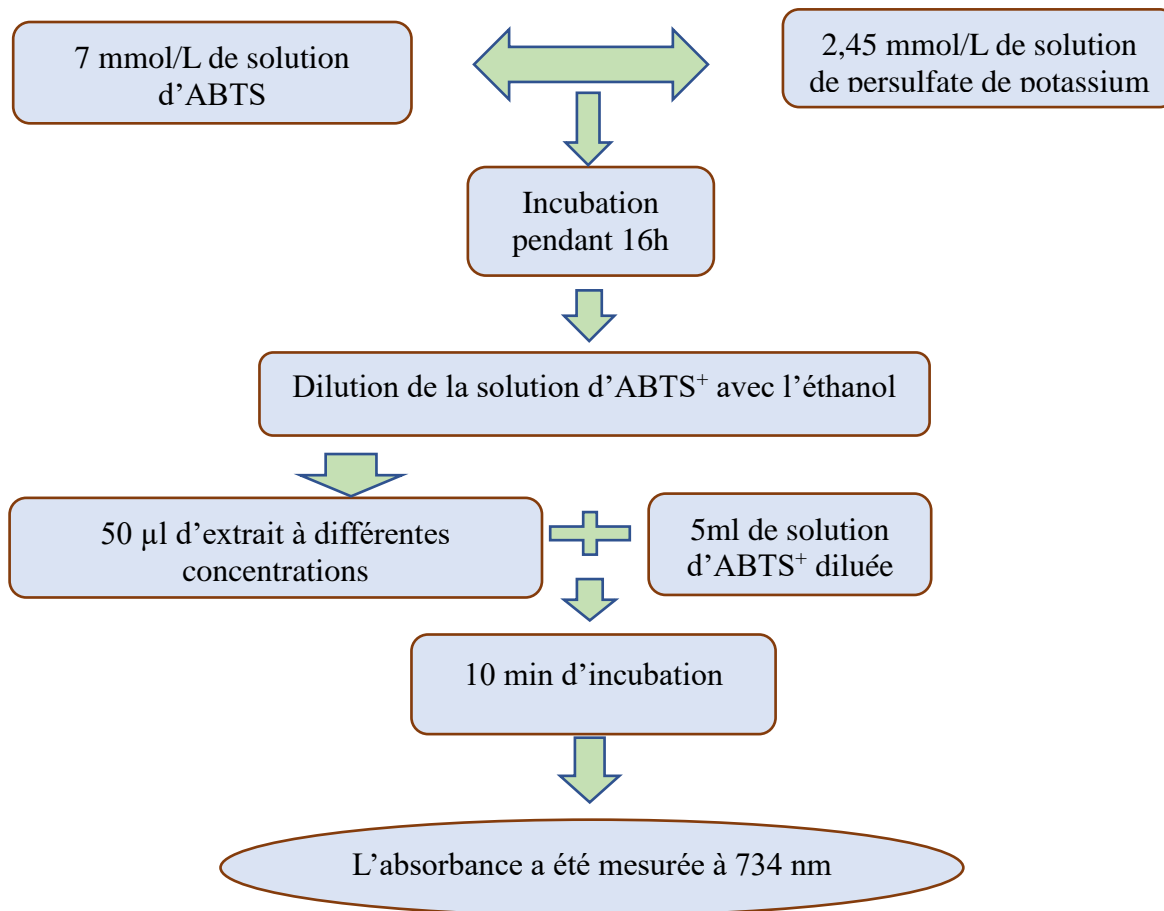 7 mmol/L de solution
d’ABTS
2,45 mmol/L de solution
de persulfate de potassium
Incubation
pendant 16h
Dilution de la solution d’ABTS⁺ avec l’éthanol
50 µl d’extrait à différentes
concentrations
5ml de solution
d’ABTS⁺ diluée
10 min d’incubation
L’absorbance a été mesurée à 734 nm